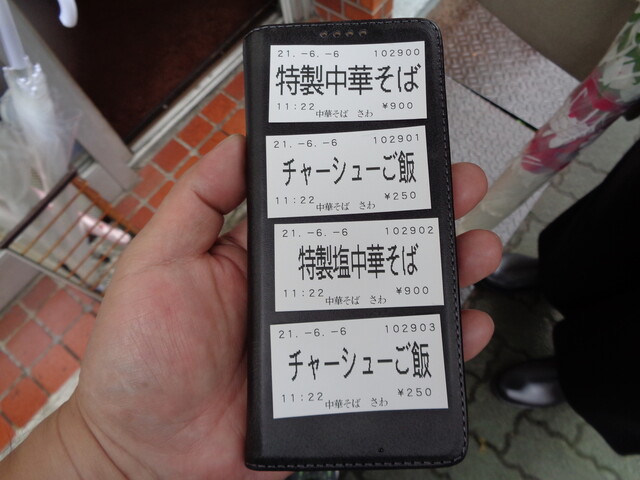 21.-6.-6 102900
特製中華そば
11:22 中華そば さわ ¥900
21.-6.-6 102901
チャーシューご飯
11:22 中華そば さわ ¥250
21.-6.-6 102902
特製塩中華そば
11:22 中華そば さわ ¥900
21.-6.-6 102903
チャーシューご飯
11:22 中華そば さわ ¥250